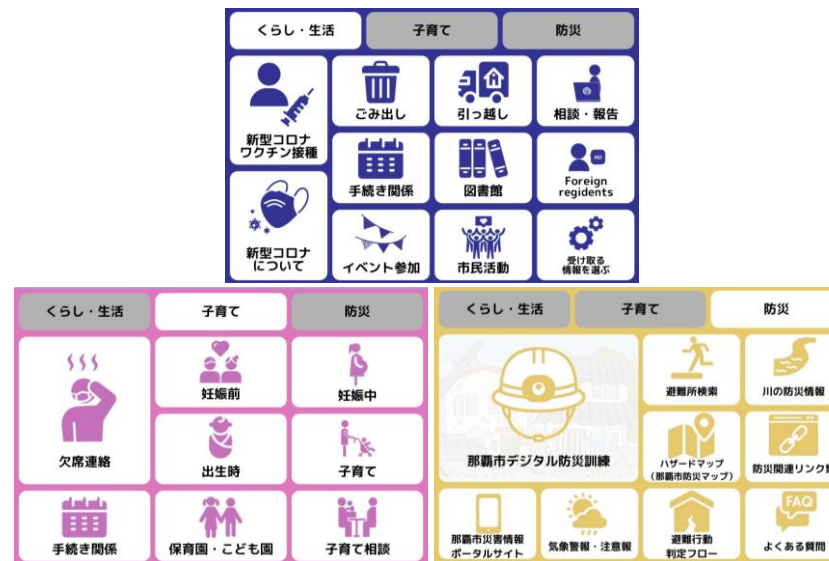 くらし・生活
子育て
防災
新型コロナ
ワクチン接種
ごみ出し
引っ越し
相談・報告
Hi!
手続き関係
図書館
Foreign
regidents
新型コロナ
について
イベント参加
市民活動
受け取る
情報を選ぶ
くらし・生活
子育て
防災
欠席連絡
妊娠前
妊娠中
出生時
子育て
手続き関係
保育園・こども園
子育て相談
くらし・生活
子育て
防災
那覇市デジタル防災訓練
避難所検索
川の防災情報
ハザードマップ
(那覇市防災マップ)
防災関連リンク
那覇市災害情報
ポータルサイト
気象警報・注意報
避難行動
判定フロー
FAQ
よくある質問